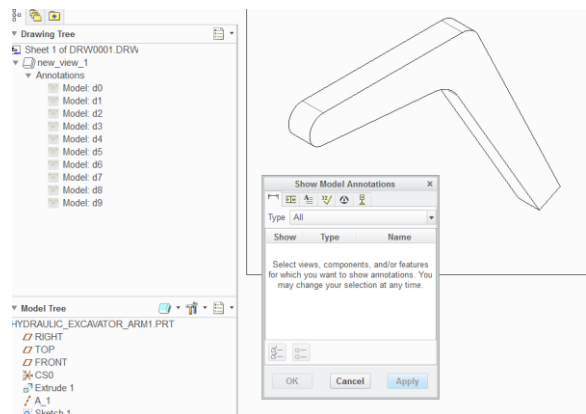 Drawing Tree
Sheet 1 of DRW0001.DRW
new_view_1
Annotations
Model: d0
Model: d1
Model: d2
Model: d3
Model: d4
Model: d5
Model: d6
Model: d7
Model: d8
Model: d9
Model Tree
HYDRAULIC_EXCAVATOR_ARM1.PRT
RIGHT
TOP
FRONT
CS0
Extrude 1
A_1
Sketch 1
Show Model Annotations
Type All
Show Type Name
Select views, components, and/or features
for which you want to show annotations. You
may change your selection at any time.
OK Cancel Apply